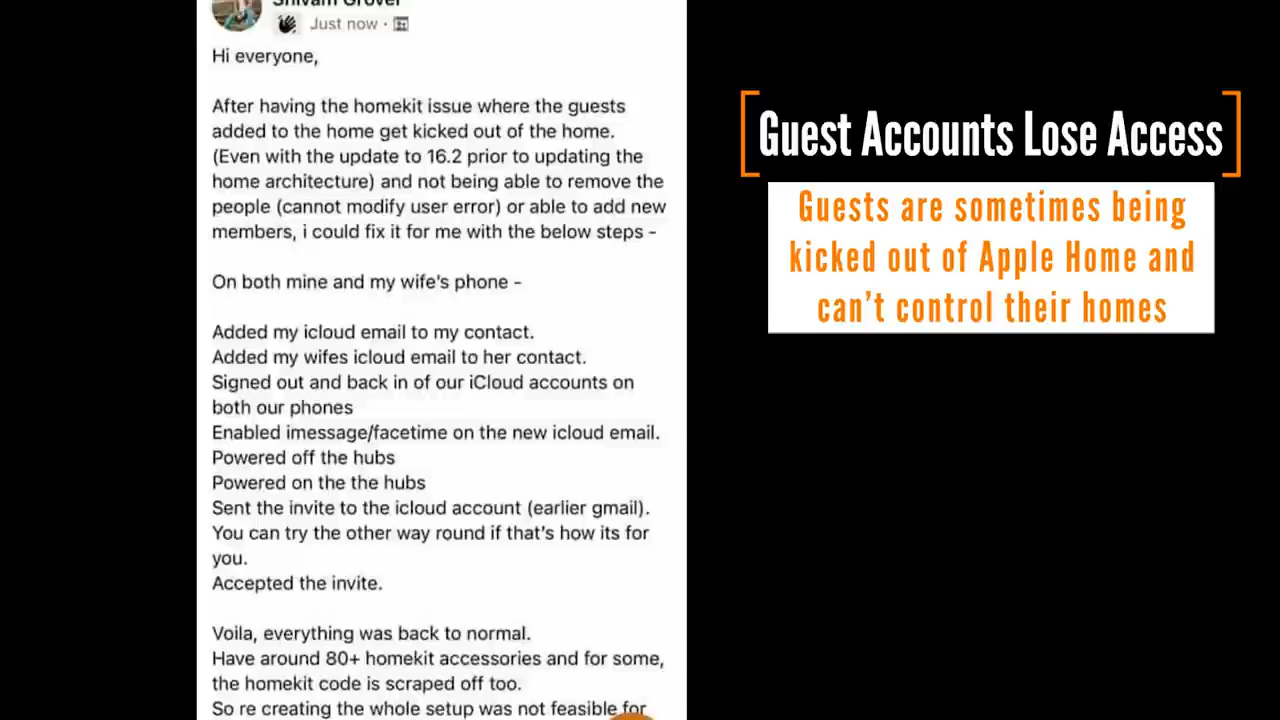 Shivam Grover
Just now ·
Hi everyone,
After having the homekit issue where the guests
added to the home get kicked out of the home.
(Even with the update to 16.2 prior to updating the
home architecture) and not being able to remove the
people (cannot modify user error) or able to add new
members, i could fix it for me with the below steps -
On both mine and my wife's phone -
Added my icloud email to my contact.
Added my wifes icloud email to her contact.
Signed out and back in of our iCloud accounts on
both our phones
Enabled imessage/facetime on the new icloud email.
Powered off the hubs
Powered on the the hubs
Sent the invite to the icloud account (earlier gmail).
You can try the other way round if that's how its for
you.
Accepted the invite.
Voila, everything was back to normal.
Have around 80+ homekit accessories and for some,
the homekit code is scraped off too.
So re creating the whole setup was not feasible for
Guest Accounts Lose Access
Guests are sometimes being
kicked out of Apple Home and
can't control their homes